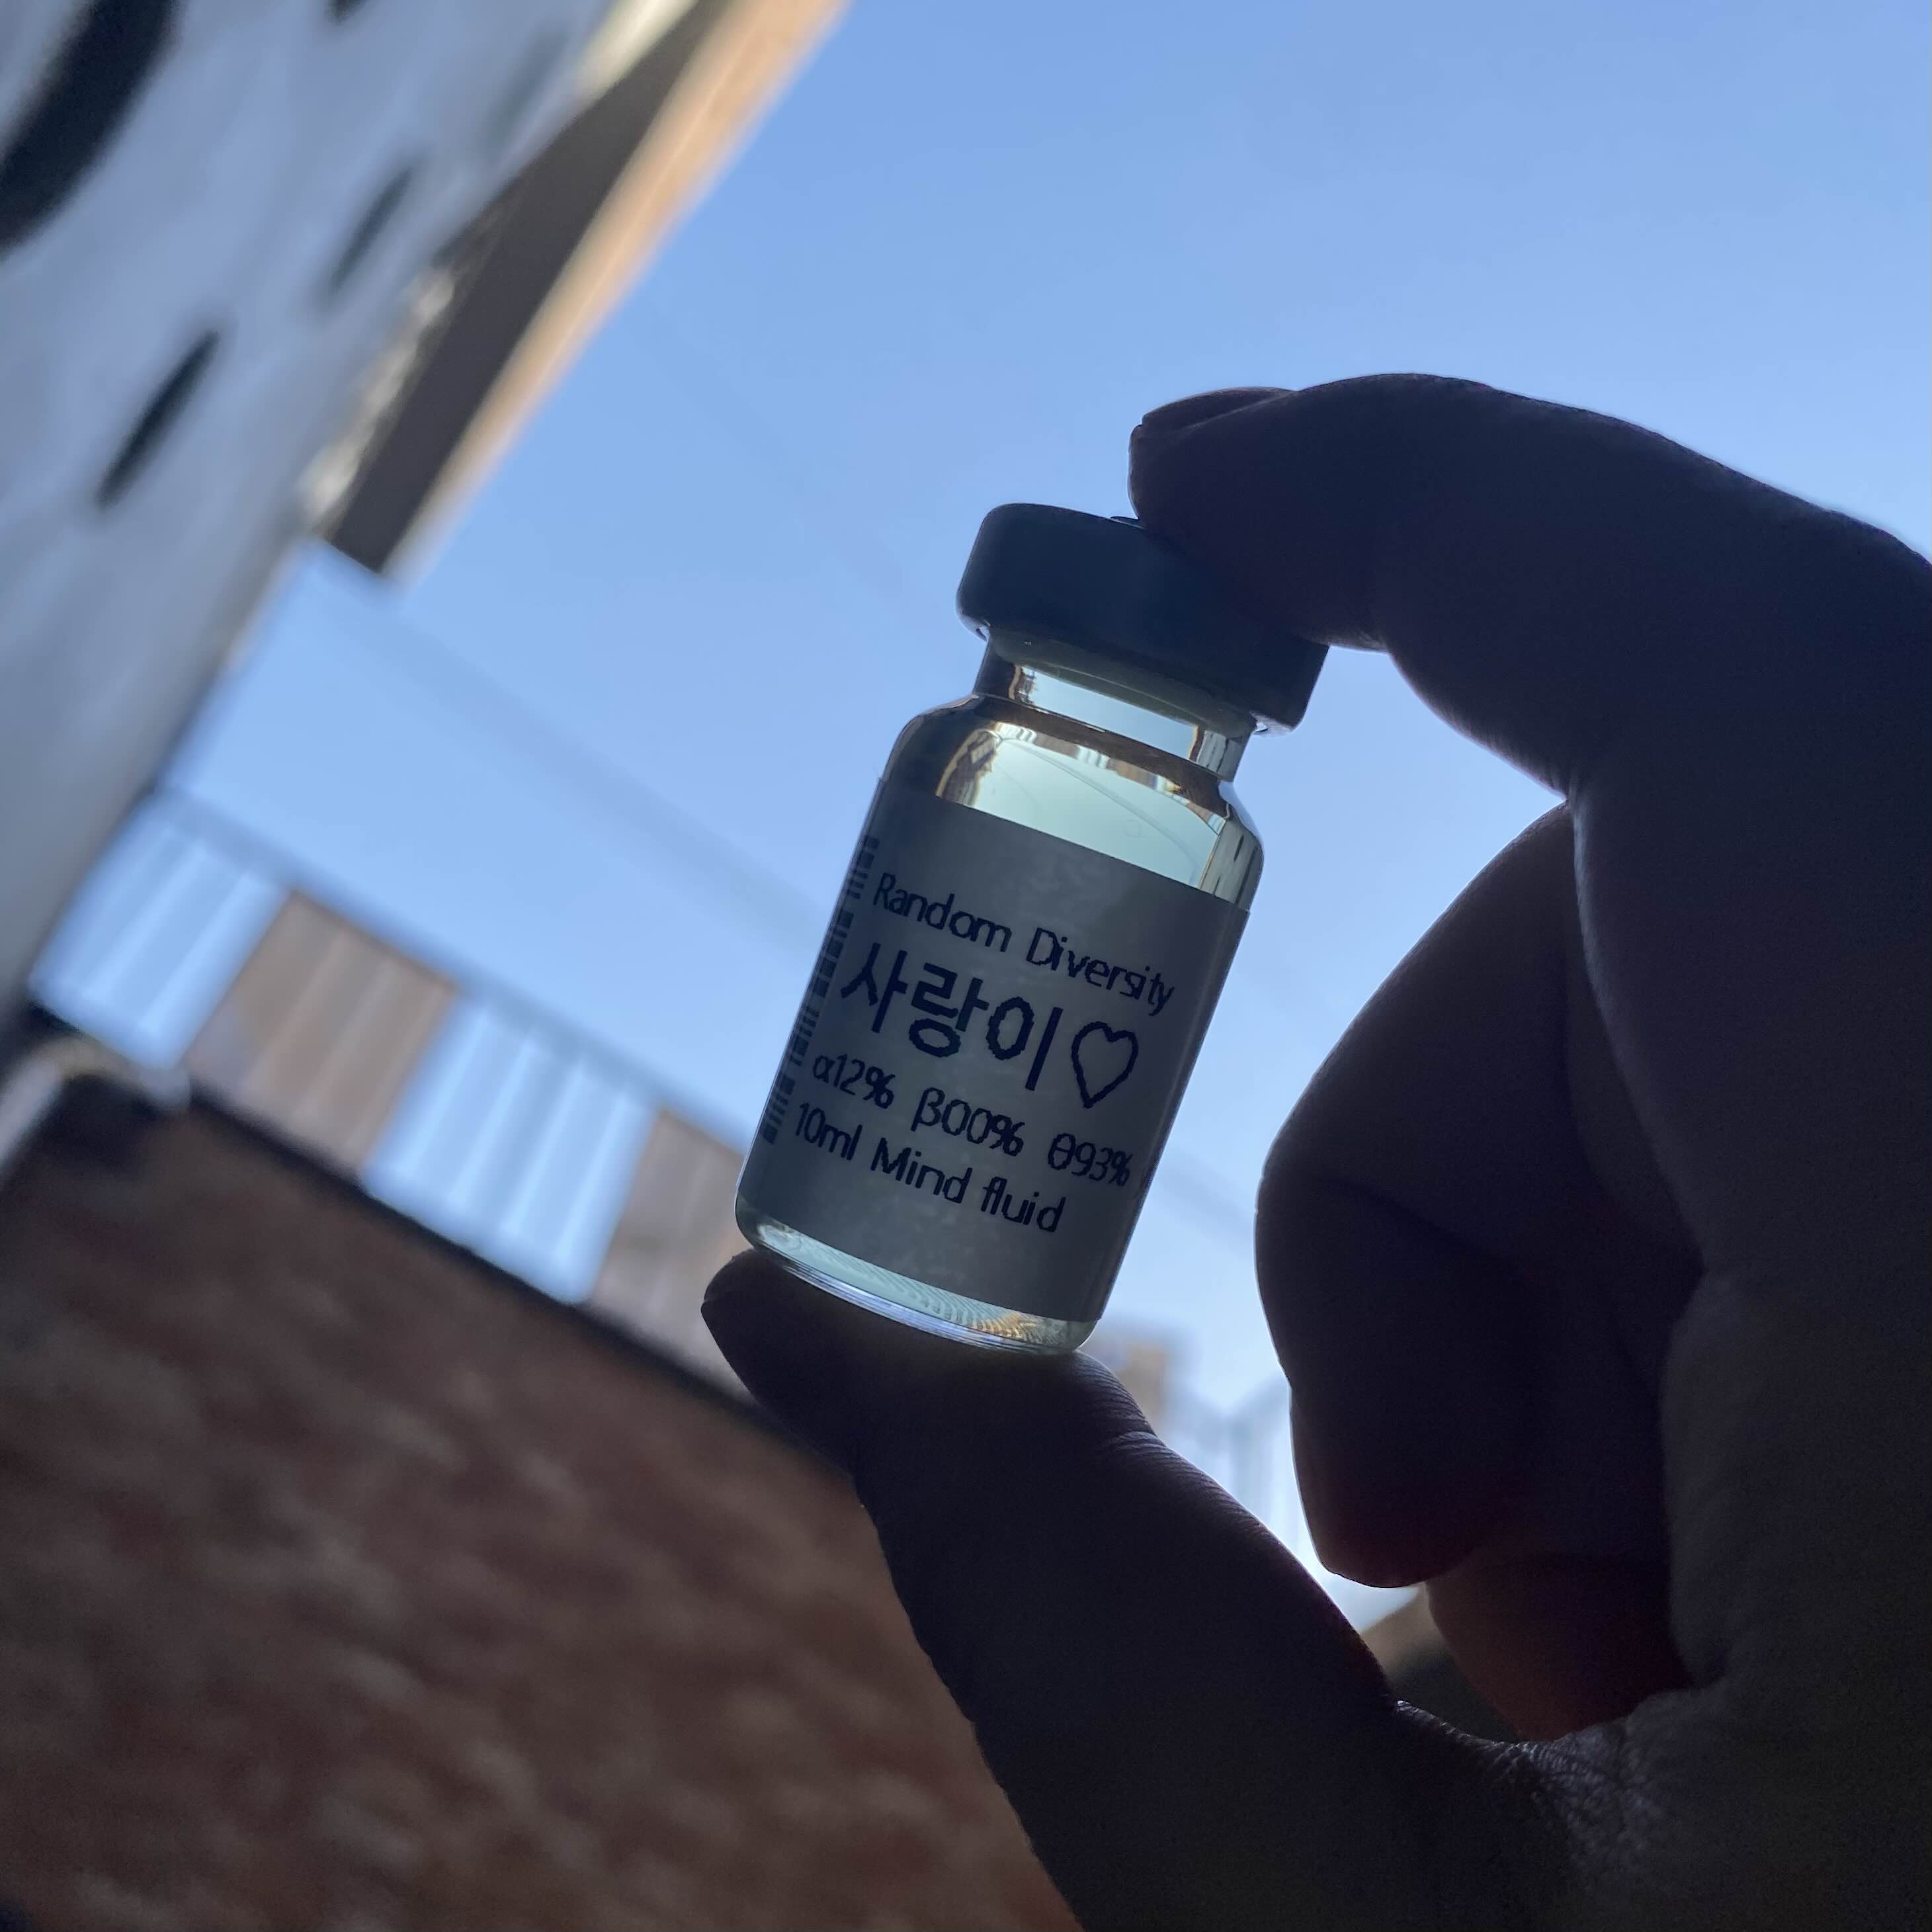 Random Diversity
사랑이♡
α12% β00% θ93%
10ml Mind fluid